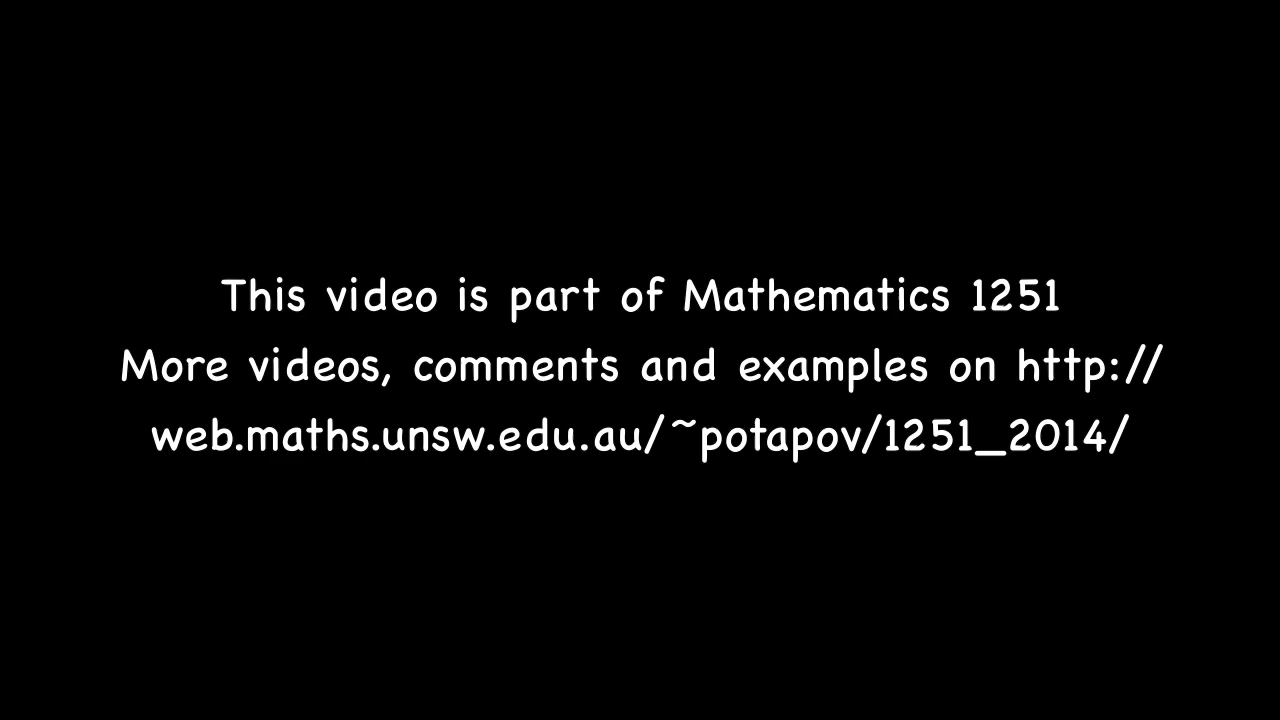 This video is part of Mathematics 1251
More videos, comments and examples on http://
web.maths.unsw.edu.au/~potapov/1251_2014/